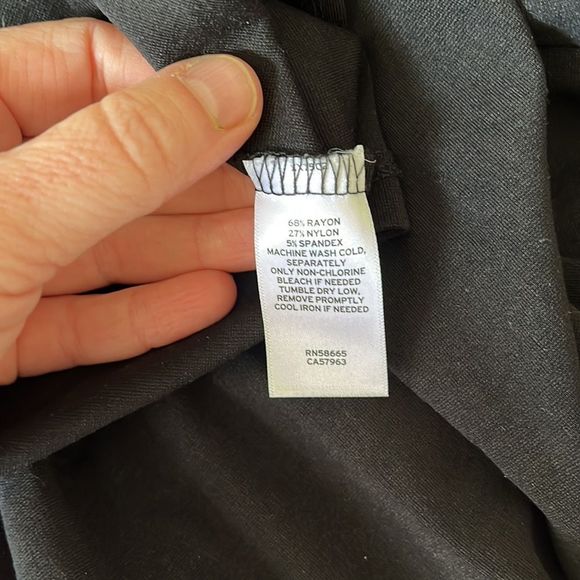 68% RAYON
27% NYLON
5% SPANDEX
MACHINE WASH COLD,
SEPARATELY
ONLY NON-CHLORINE
BLEACH IF NEEDED
TUMBLE DRY LOW,
REMOVE PROMPTLY
COOL IRON IF NEEDED
RN58665
CA57963